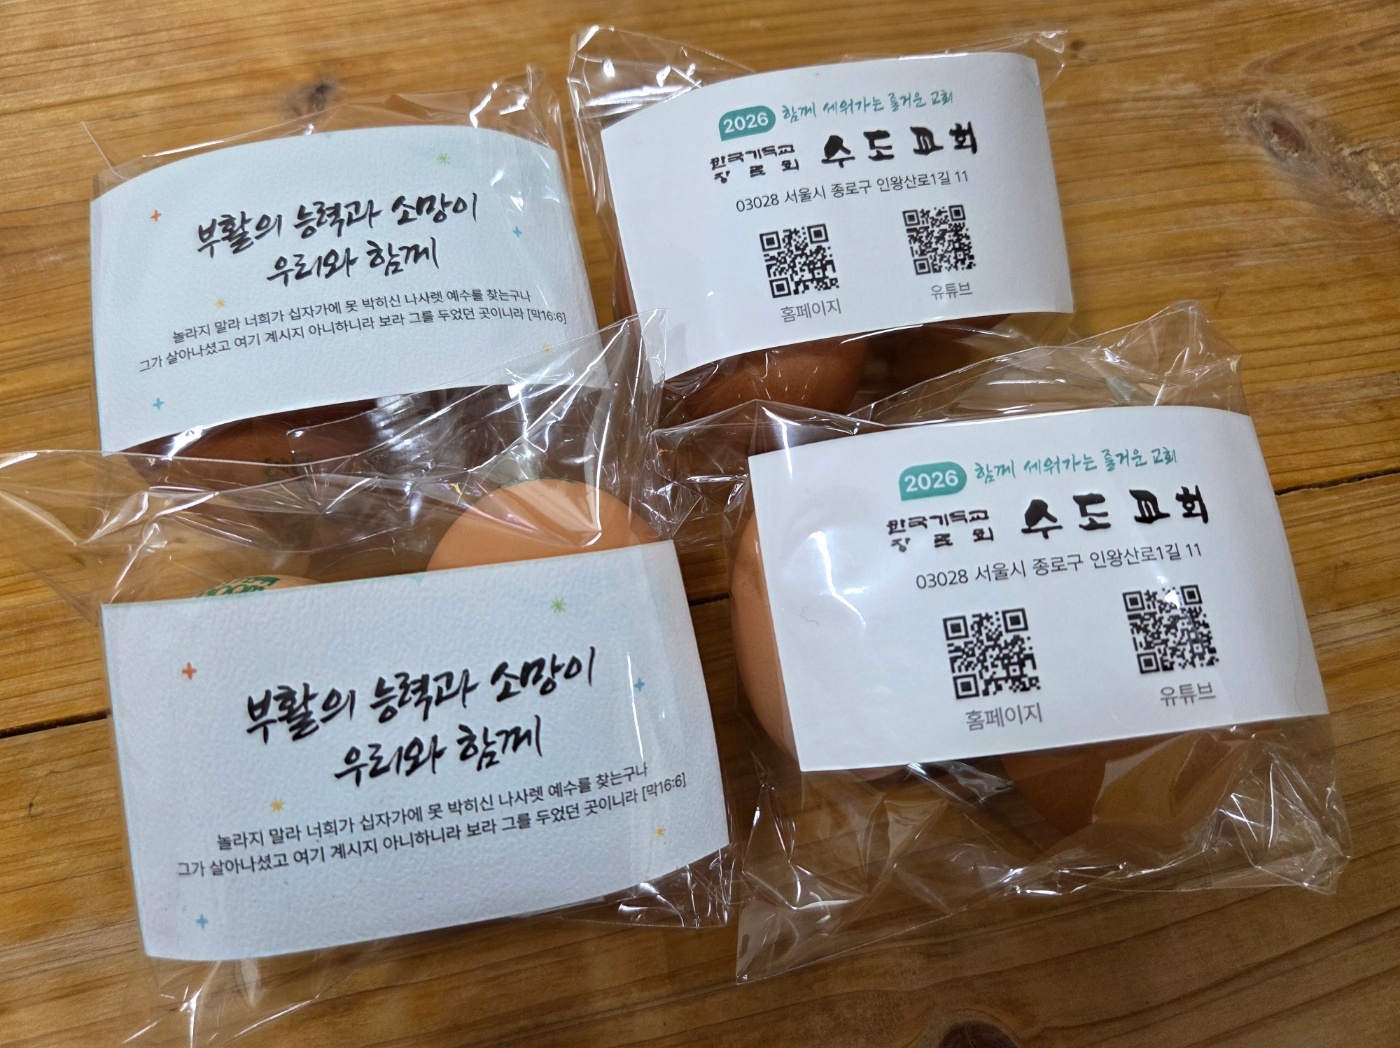 부활의 능력과 소망이
우리와 함께
놀라지 말라 너희가 십자가에 못 박히신 나사렛 예수를 찾는구나
그가 살아나셨고 여기 계시지 아니하니라 보라 그를 두었던 곳이니라 [막16:6]
2026 함께 세워가는 즐거운 교회
한국기독교
장로회 수도교회
03028 서울시 종로구 인왕산로1길 11
홈페이지
유튜브
부활의 능력과 소망이
우리와 함께
놀라지 말라 너희가 십자가에 못 박히신 나사렛 예수를 찾는구나
그가 살아나셨고 여기 계시지 아니하니라 보라 그를 두었던 곳이니라 [막16:6]
2026 함께 세워가는 즐거운 교회
한국기독교
장로회 수도교회
03028 서울시 종로구 인왕산로1길 11
홈페이지
유튜브